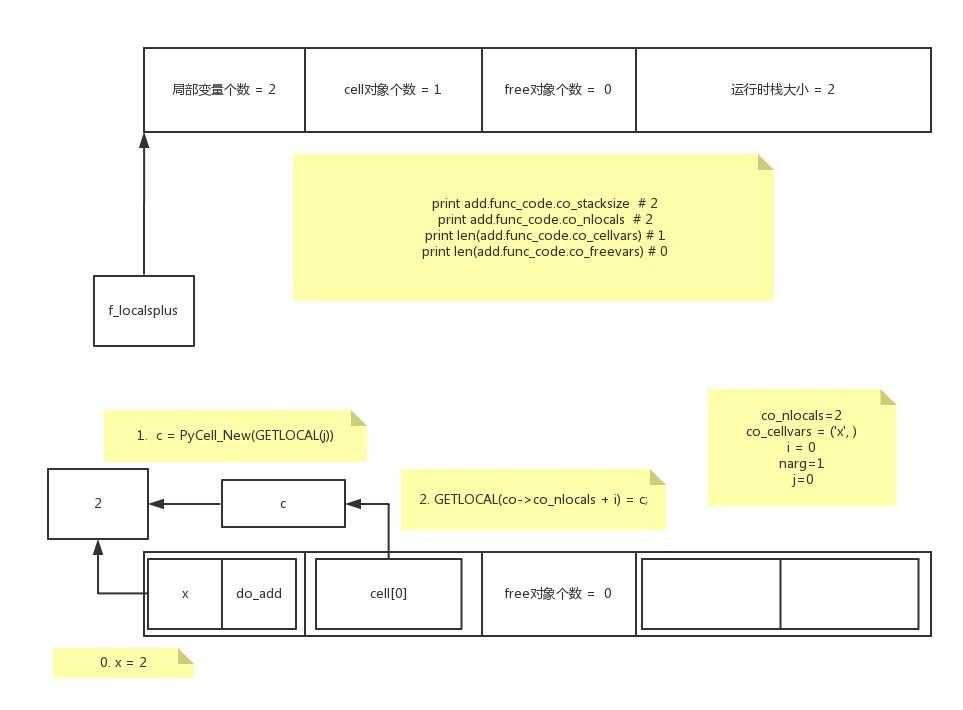 局部变量个数 = 2
cell对象个数 = 1
free对象个数 = 0
运行时栈大小 = 2
print add.func_code.co_stacksize # 2
print add.func_code.co_nlocals # 2
print len(add.func_code.co_cellvars) # 1
print len(add.func_code.co_freevars) # 0
f_localsplus
co_nlocals=2
co_cellvars = ('x', )
i = 0
narg=1
j=0
1. c = PyCell_New(GETLOCAL(j))
2
c
2. GETLOCAL(co->co_nlocals + i) = c;
x
do_add
cell[0]
free对象个数 = 0
0. x = 2